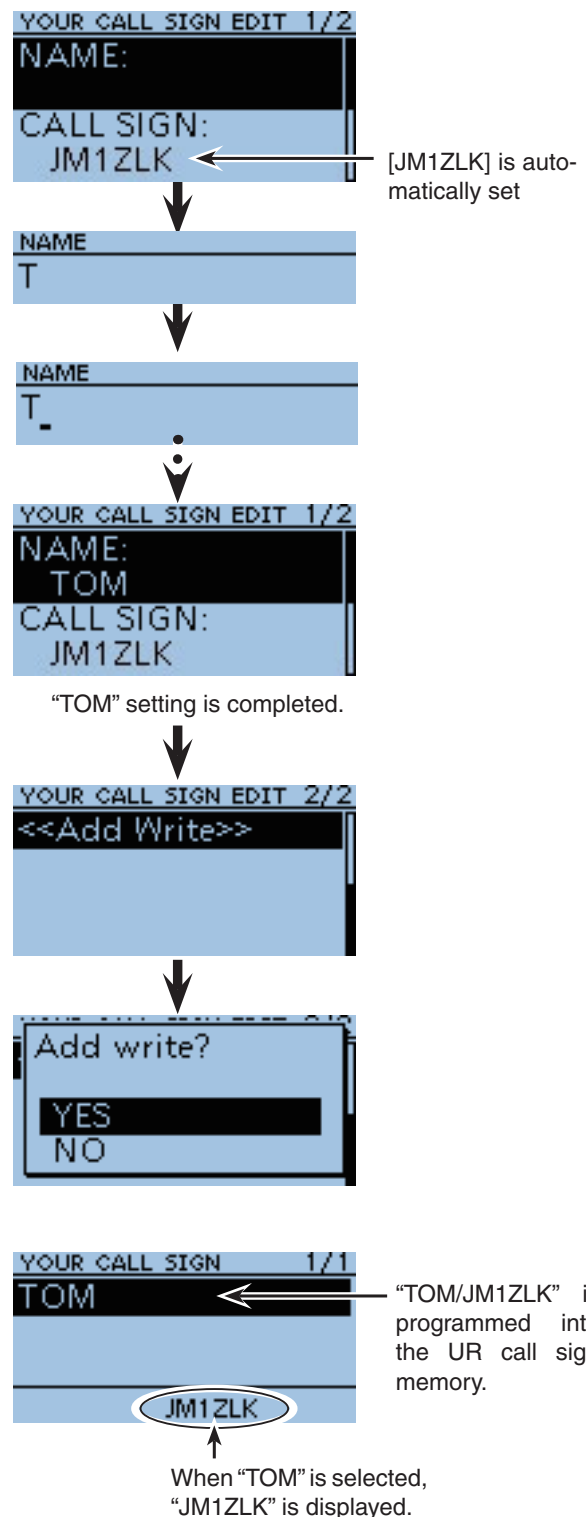 YOUR CALL SIGN EDIT 1/2
NAME:
CALL SIGN:
JM1ZLK
[JM1ZLK] is auto-
matically set
NAME
T
NAME
T_
YOUR CALL SIGN EDIT 1/2
NAME:
TOM
CALL SIGN:
JM1ZLK
“TOM” setting is completed.
YOUR CALL SIGN EDIT 2/2
<<Add Write>>
Add write?
YES
NO
YOUR CALL SIGN 1/1
TOM
“TOM/JM1ZLK” i
programmed int
the UR call sig
memory.
JM1ZLK
When “TOM” is selected,
“JM1ZLK” is displayed.